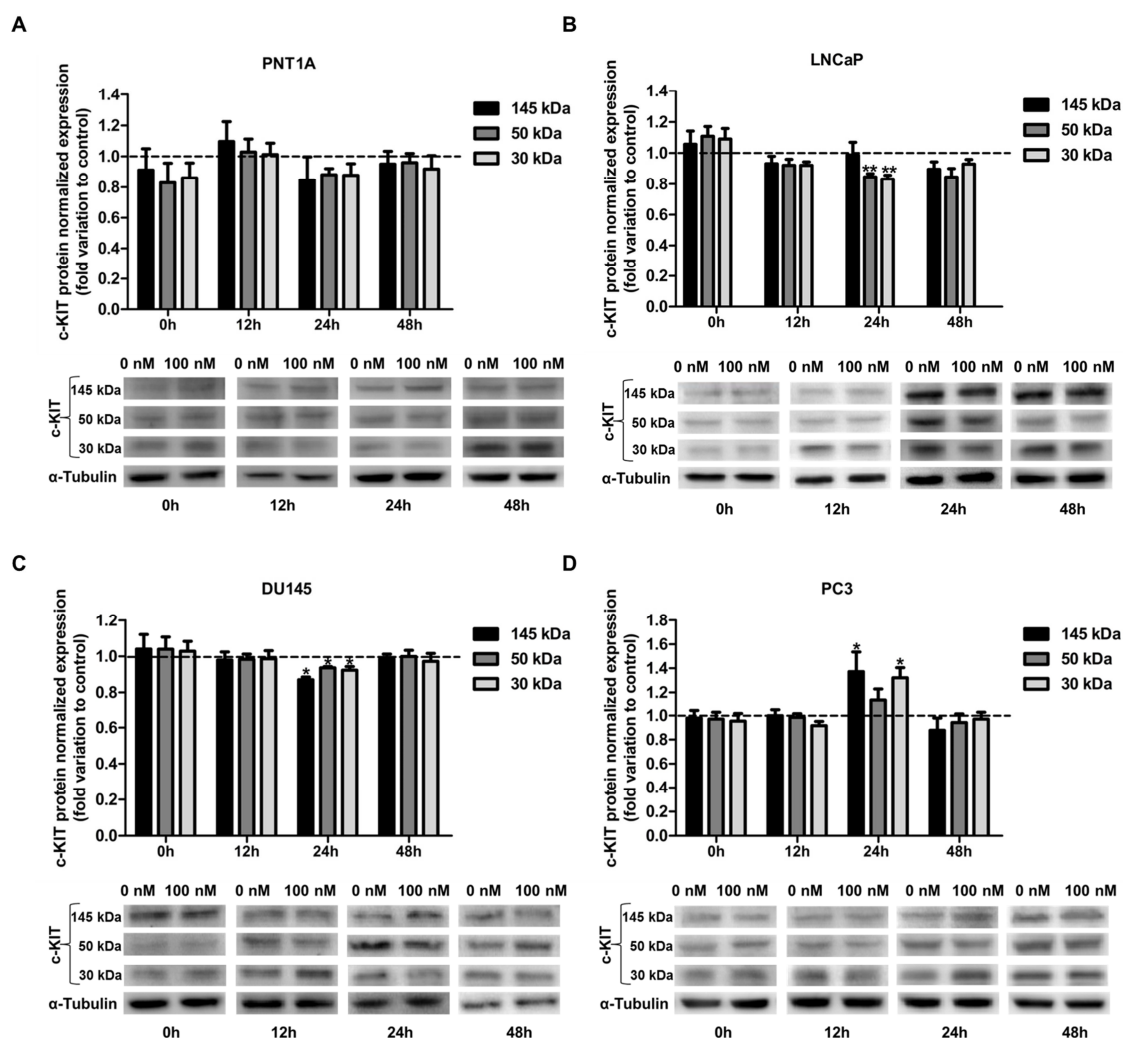 A
PNT1A
c-KIT protein normalized expression
(fold variation to control)
1.4
1.2
1.0
0.8
0.6
0.4
0.2
0.0
0h 12h 24h 48h
145 kDa
50 kDa
30 kDa
0 nM 100 nM 0 nM 100 nM 0 nM 100 nM 0 nM 100 nM
c-KIT
145 kDa
50 kDa
30 kDa
α-Tubulin
0h 12h 24h 48h
B
LNCaP
c-KIT protein normalized expression
(fold variation to control)
1.4
1.2
1.0
0.8
0.6
0.4
0.2
0.0
** **
0h 12h 24h 48h
145 kDa
50 kDa
30 kDa
0 nM 100 nM 0 nM 100 nM 0 nM 100 nM 0 nM 100 nM
c-KIT
145 kDa
50 kDa
30 kDa
α-Tubulin
0h 12h 24h 48h
C
DU145
c-KIT protein normalized expression
(fold variation to control)
1.2
1.0
0.8
0.6
0.4
0.2
0.0
* * *
0h 12h 24h 48h
145 kDa
50 kDa
30 kDa
0 nM 100 nM 0 nM 100 nM 0 nM 100 nM 0 nM 100 nM
c-KIT
145 kDa
50 kDa
30 kDa
α-Tubulin
0h 12h 24h 48h
D
PC3
c-KIT protein normalized expression
(fold variation to control)
1.8
1.6
1.4
1.2
1.0
0.8
0.6
0.4
0.2
0.0
* *
0h 12h 24h 48h
145 kDa
50 kDa
30 kDa
0 nM 100 nM 0 nM 100 nM 0 nM 100 nM 0 nM 100 nM
c-KIT
145 kDa
50 kDa
30 kDa
α-Tubulin
0h 12h 24h 48h